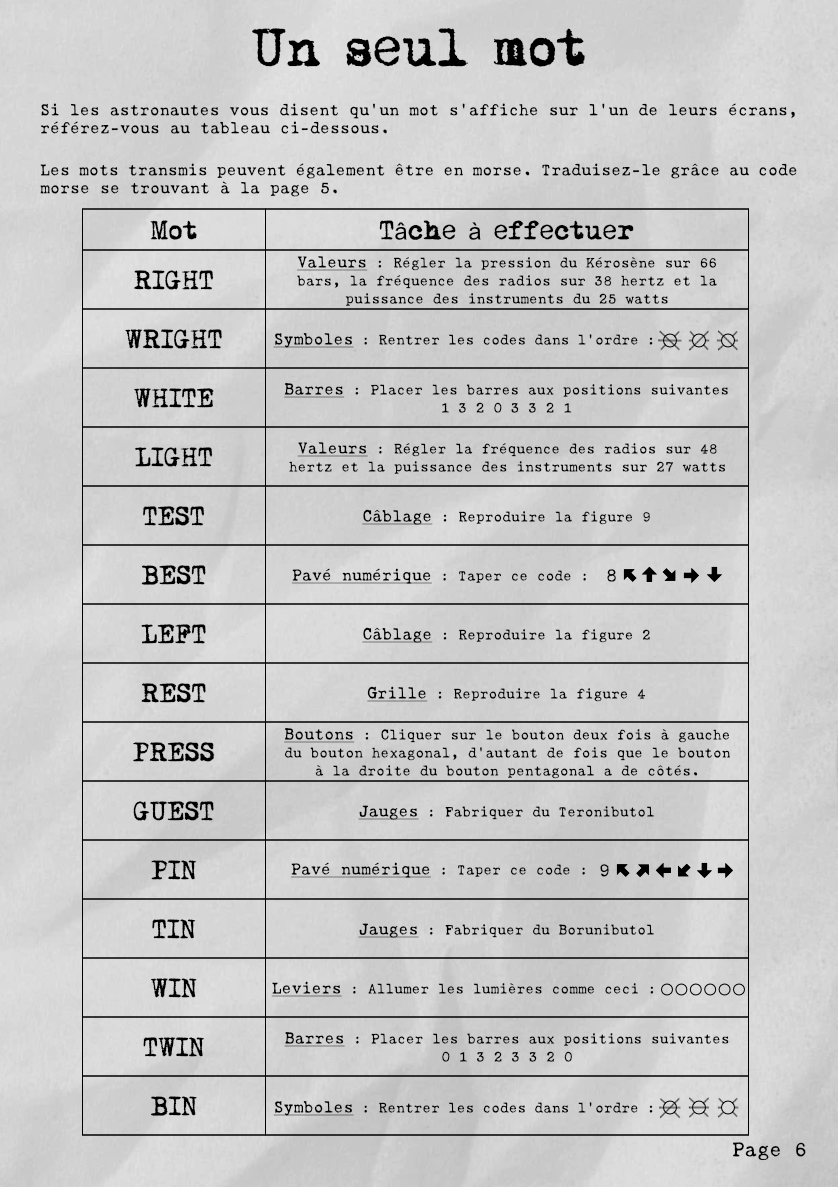 Un seul mot
Si les astronautes vous disent qu'un mot s'affiche sur l'un de leurs écrans,
référez-vous au tableau ci-dessous.
Les mots transmis peuvent également être en morse. Traduisez-le grâce au code
morse se trouvant à la page 5.
Mot
Tâche à effectuer
RIGHT
Valeurs : Régler la pression du Kérosène sur 66
bars, la fréquence des radios sur 38 hertz et la
puissance des instruments du 25 watts
WRIGHT
Symboles : Rentrer les codes dans l'ordre :
WHITE
Barres : Placer les barres aux positions suivantes
1 3 2 0 3 3 2 1
LIGHT
Valeurs : Régler la fréquence des radios sur 48
hertz et la puissance des instruments sur 27 watts
TEST
Câblage : Reproduire la figure 9
BEST
Pavé numérique : Taper ce code : 8 ↖ ↑ ↘ → ↓
LEFT
Câblage : Reproduire la figure 2
REST
Grille : Reproduire la figure 4
PRESS
Boutons : Cliquer sur le bouton deux fois à gauche
du bouton hexagonal, d'autant de fois que le bouton
à la droite du bouton pentagonal a de côtés.
GUEST
Jauges : Fabriquer du Teronibutol
PIN
Pavé numérique : Taper ce code : 9 ↖ ↗ ← ↙ ↓ →
TIN
Jauges : Fabriquer du Borunibutol
WIN
Leviers : Allumer les lumières comme ceci : ○○○○○○
TWIN
Barres : Placer les barres aux positions suivantes
0 1 3 2 3 3 2 0
BIN
Symboles : Rentrer les codes dans l'ordre :
Page 6